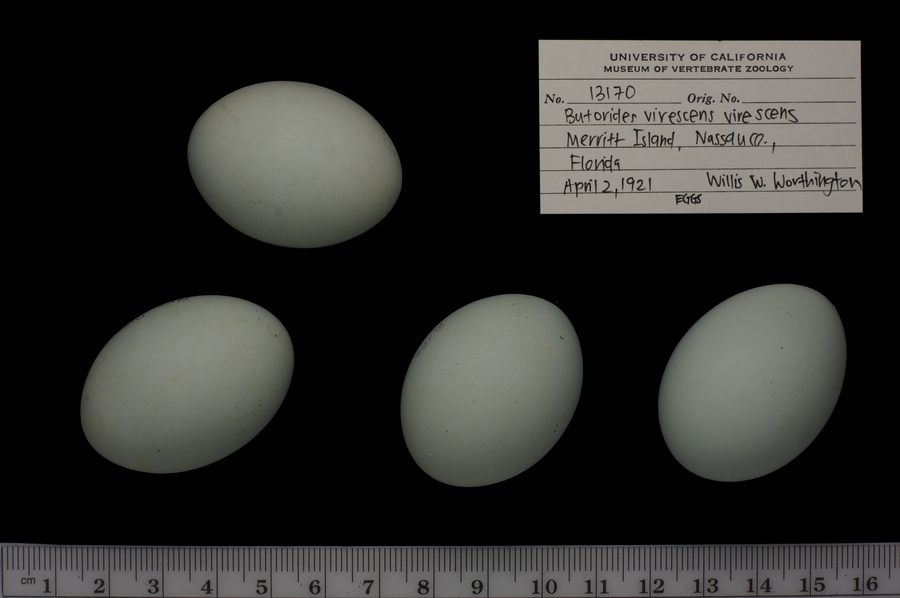 UNIVERSITY OF CALIFORNIA
MUSEUM OF VERTEBRATE ZOOLOGY
No. 13170 Orig. No.
Butorides virescens virescens
Merritt Island, Nassau Co.,
Florida
April 2, 1921 Willis W. Worthington
EGGS
cm 1 2 3 4 5 6 7 8 9 10 11 12 13 14 15 16